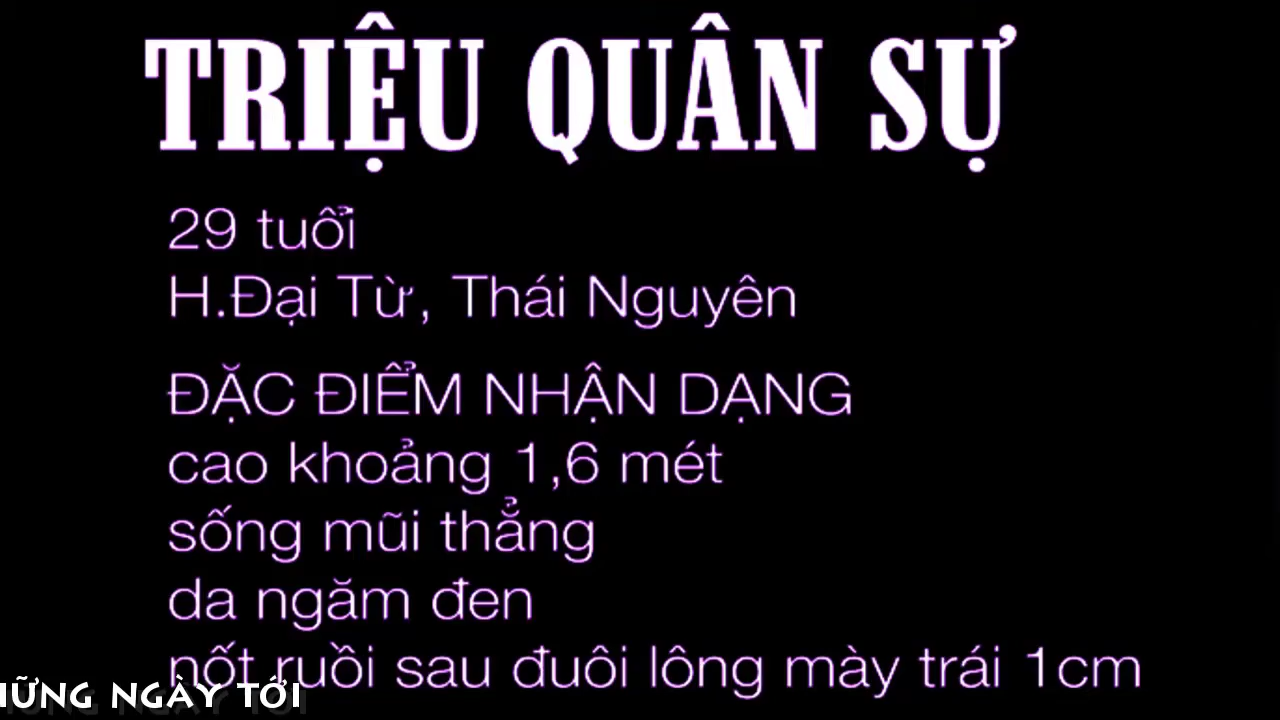 TRIỆU QUÂN SỰ
29 tuổi
H.Đại Từ, Thái Nguyên
ĐẶC ĐIỂM NHẬN DẠNG
cao khoảng 1,6 mét
sống mũi thẳng
da ngăm đen
nốt ruồi sau đuôi lông mày trái 1cm
NGÀY TỚI